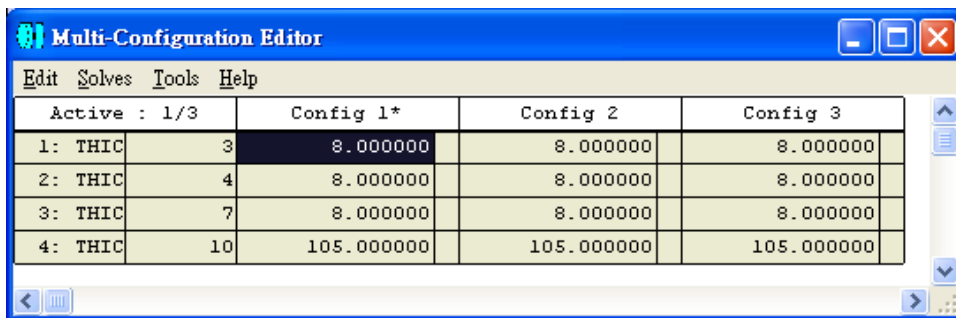 Multi-Configuration Editor
Edit Solves Tools Help
Active : 1/3 Config 1* Config 2 Config 3
1: THIC 3 8.000000 8.000000 8.000000
2: THIC 4 8.000000 8.000000 8.000000
3: THIC 7 8.000000 8.000000 8.000000
4: THIC 10 105.000000 105.000000 105.000000